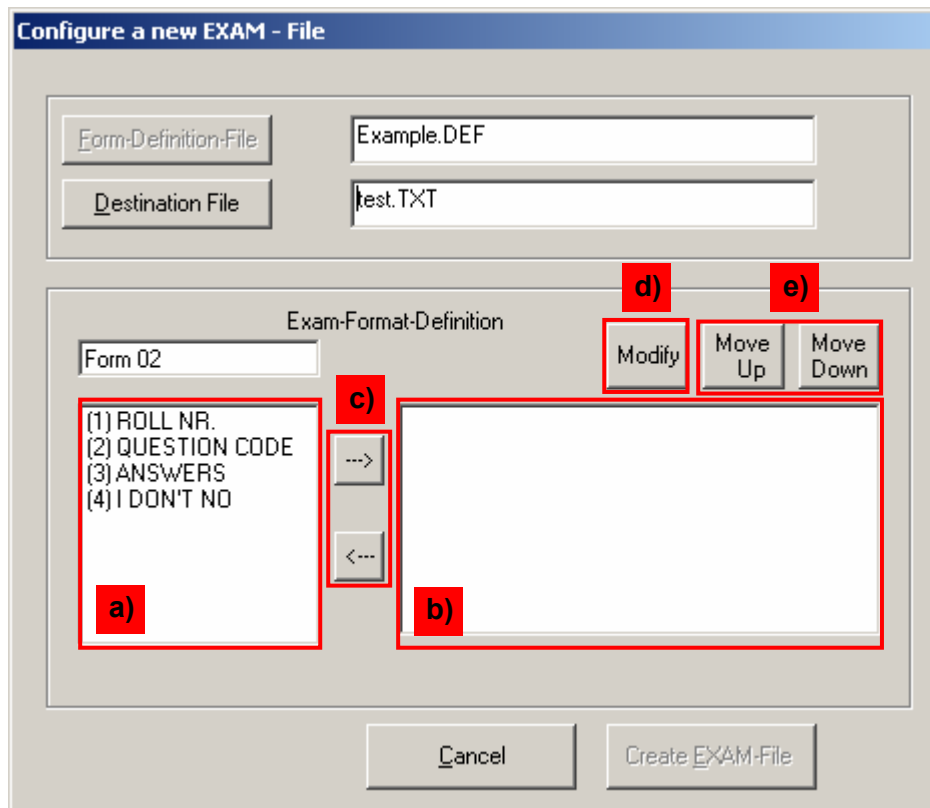 Configure a new EXAM - File
Form-Definition-File
Example.DEF
Destination File
test.TXT
d)
e)
Exam-Format-Definition
Modify
Move
Up
Move
Down
Form 02
c)
(1) ROLL NR.
(2) QUESTION CODE
(3) ANSWERS
(4) I DON'T NO
--->
<---
a)
b)
Cancel
Create EXAM-File